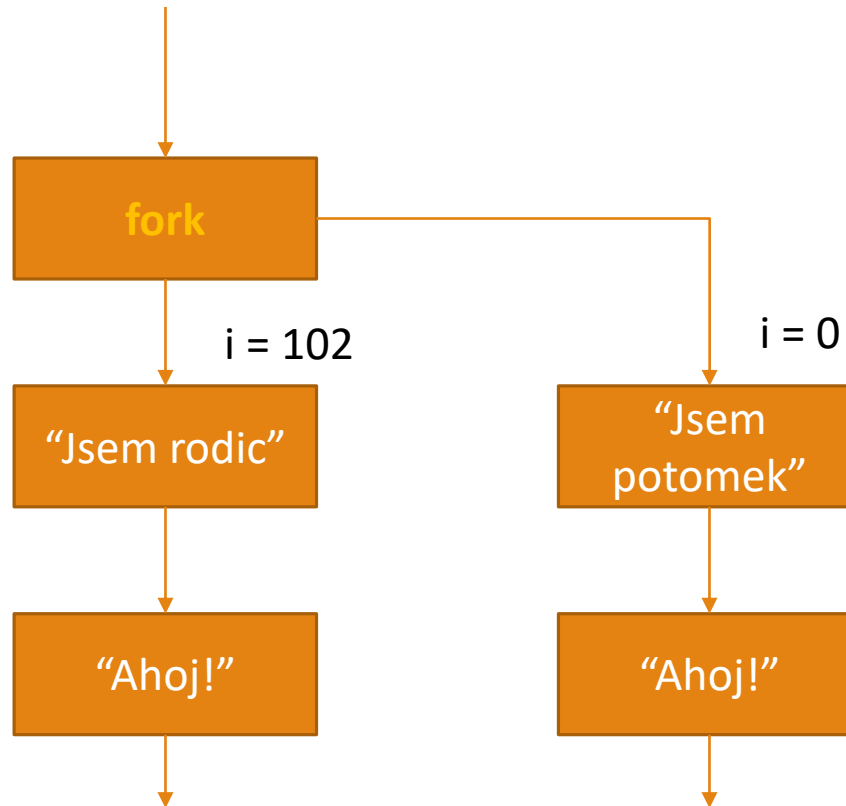 fork
i = 102
i = 0
“Jsem rodic”
“Jsem
potomek”
“Ahoj!”
“Ahoj!”